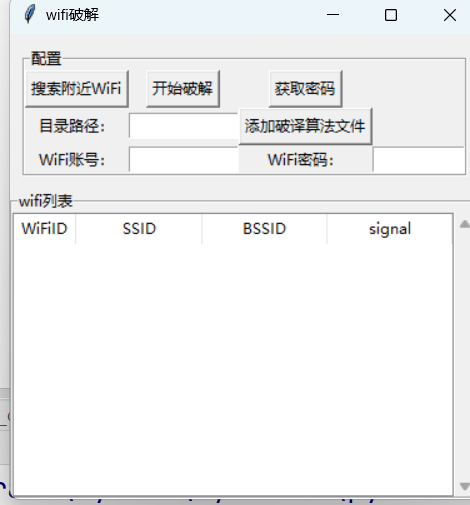 wifi破解
配置
搜索附近WiFi 开始破解 获取密码
目录路径: 添加破译算法文件
WiFi账号: WiFi密码:
wifi列表
WiFiID SSID BSSID signal